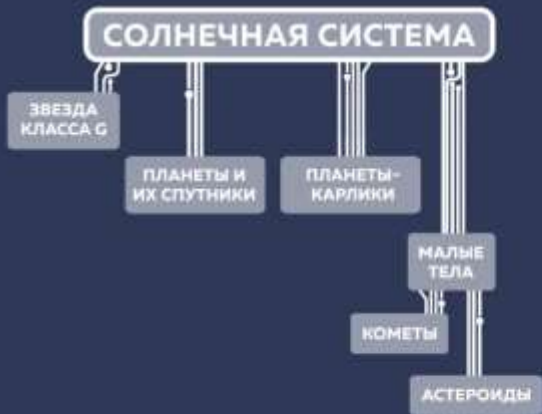 СОЛНЕЧНАЯ СИСТЕМА
ЗВЕЗДА
КЛАССА G
ПЛАНЕТЫ И
ИХ СПУТНИКИ
ПЛАНЕТЫ-
КАРЛИКИ
МАЛЫЕ
ТЕЛА
КОМЕТЫ
АСТЕРОИДЫ